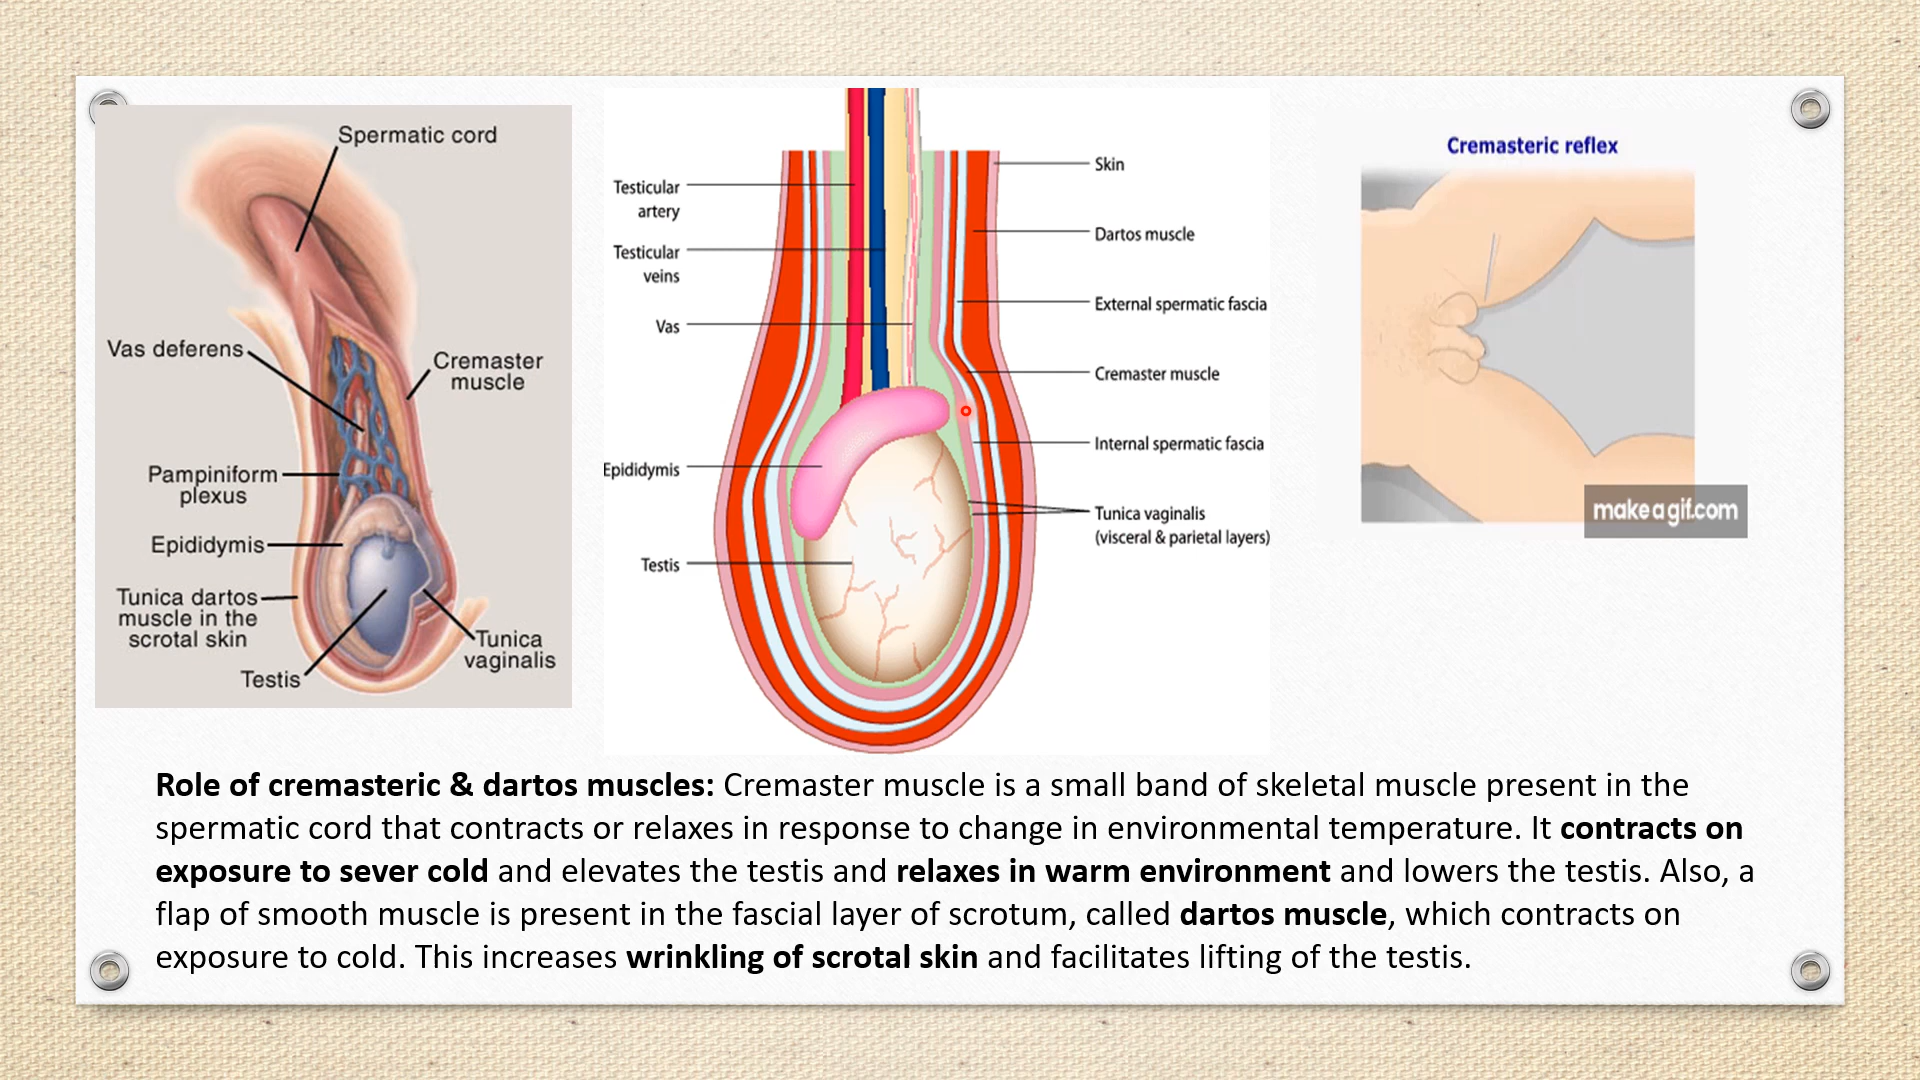 Spermatic cord
Vas deferens
Cremaster
muscle
Pampiniform
plexus
Epididymis
Tunica dartos
muscle in the
scrotal skin
Tunica
vaginalis
Testis
Testicular
artery
Testicular
veins
Vas
Epididymis
Testis
Skin
Dartos muscle
External spermatic fascia
Cremaster muscle
Internal spermatic fascia
Tunica vaginalis
(visceral & parietal layers)
Cremasteric reflex
makeagif.com
Role of cremasteric & dartos muscles: Cremaster muscle is a small band of skeletal muscle present in the
spermatic cord that contracts or relaxes in response to change in environmental temperature. It contracts on
exposure to sever cold and elevates the testis and relaxes in warm environment and lowers the testis. Also, a
flap of smooth muscle is present in the fascial layer of scrotum, called dartos muscle, which contracts on
exposure to cold. This increases wrinkling of scrotal skin and facilitates lifting of the testis.